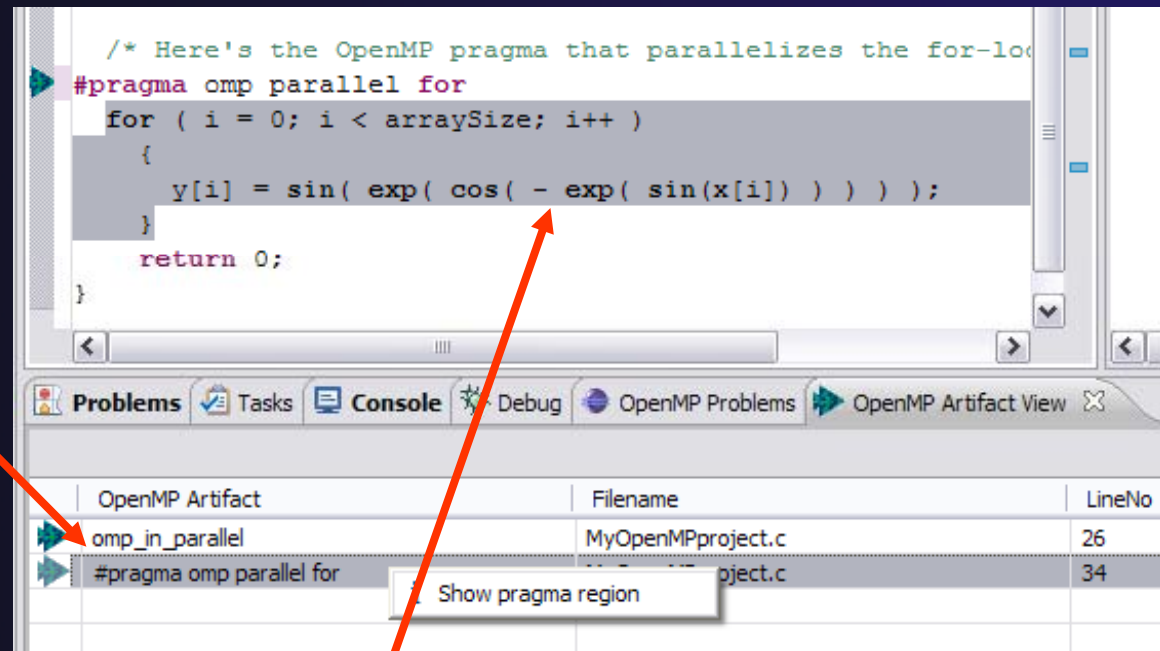 /* Here's the OpenMP pragma that parallelizes the for-loo
#pragma omp parallel for
for ( i = 0; i < arraySize; i++ )
{
y[i] = sin( exp( cos( - exp( sin(x[i]) ) ) ) );
}
return 0;
}
Problems Tasks Console Debug OpenMP Problems OpenMP Artifact View
OpenMP Artifact Filename LineNo
omp_in_parallel MyOpenMPproject.c 26
#pragma omp parallel for oject.c 34
Show pragma region